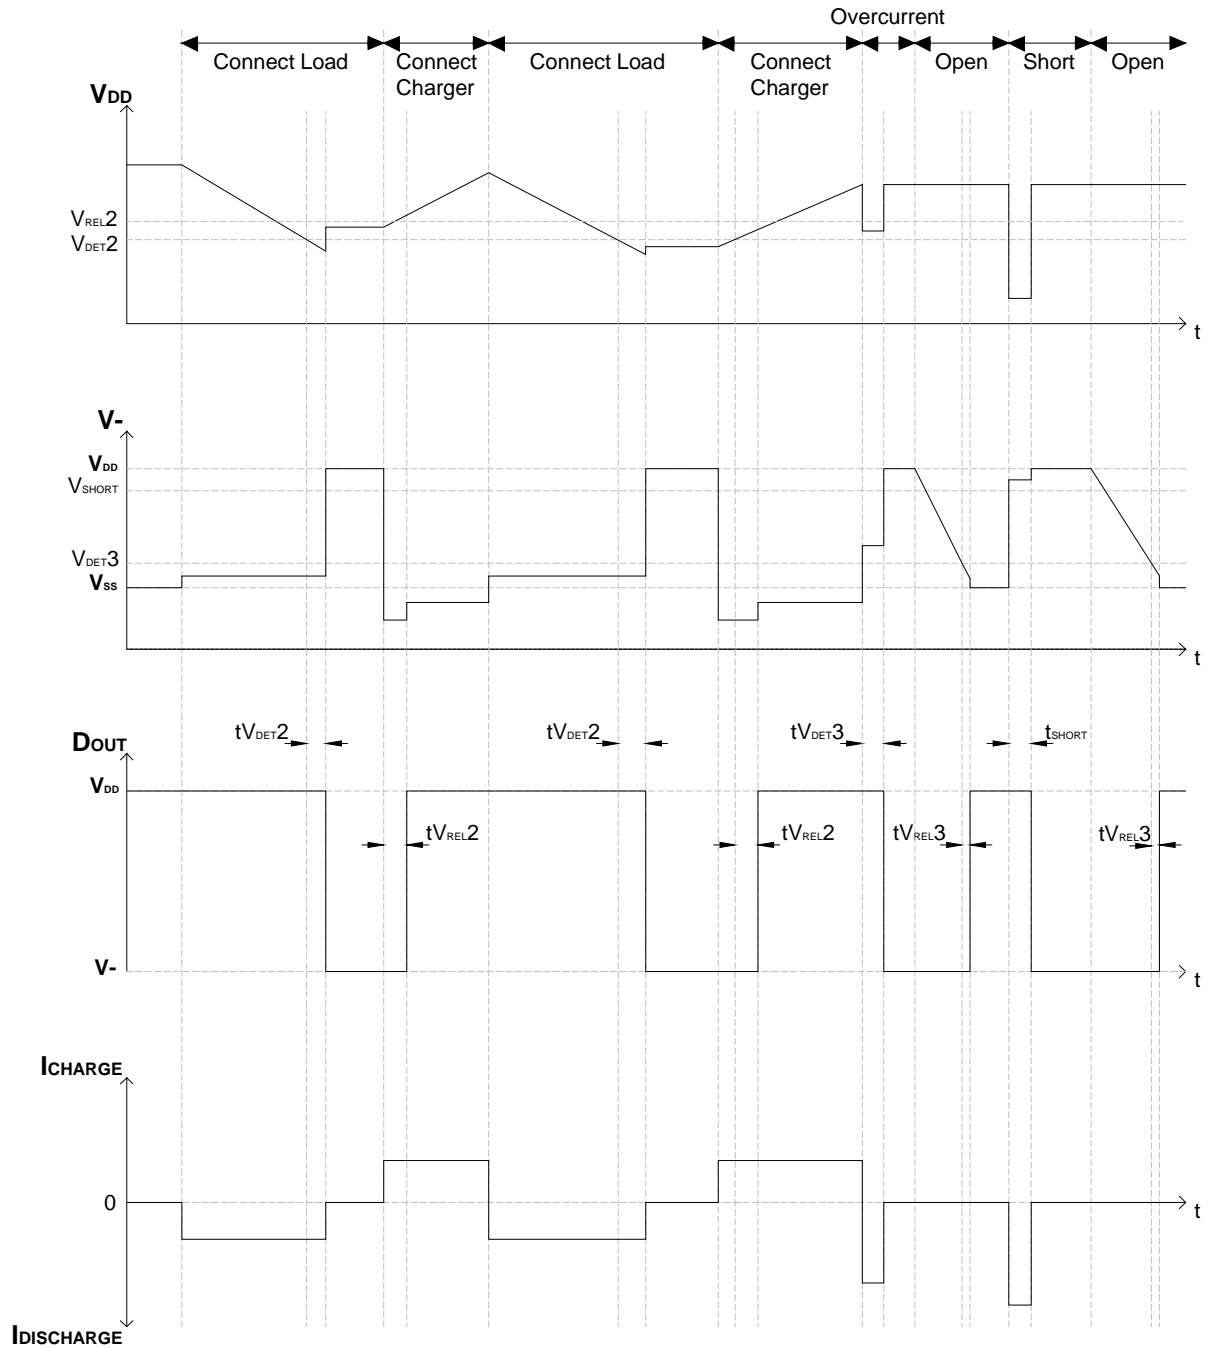 Overcurrent
Connect Load
Connect Charger
Connect Load
Connect Charger
Open
Short
Open
VDD
VREL2
VDET2
t
V-
VDD
VSHORT
VDET3
VSS
t
DOUT
tVDET2
tVDET2
tVDET3
tSHORT
VDD
tVREL2
tVREL2
tVREL3
tVREL3
V-
t
ICHARGE
0
t
IDISCHARGE